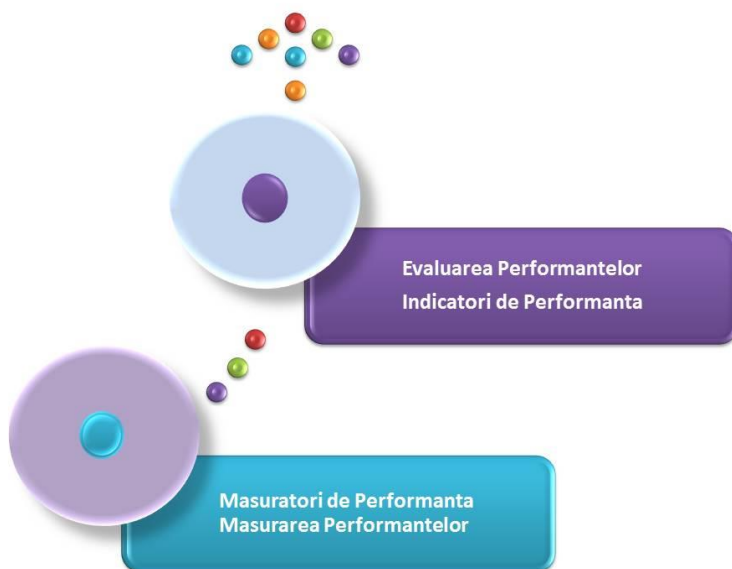 Evaluarea Performantelor
Indicatori de Performanta
Masuratori de Performanta
Masurarea Performantelor